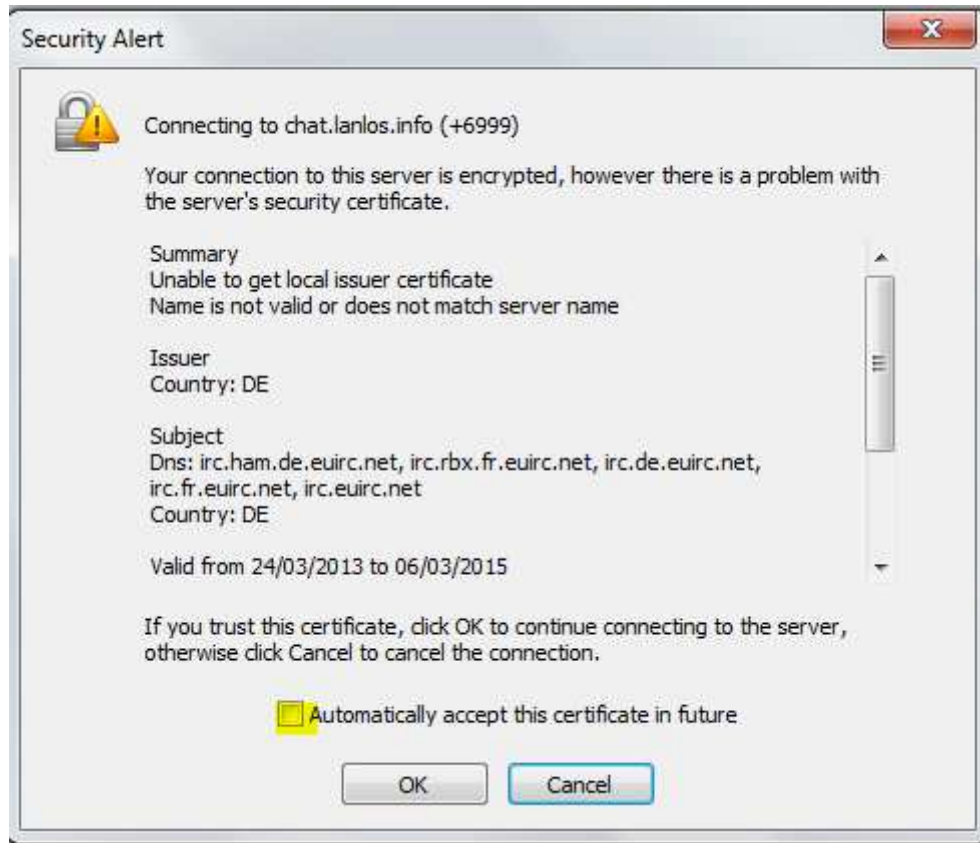 Security Alert
Connecting to chat.lanlos.info (+6999)
Your connection to this server is encrypted, however there is a problem with
the server's security certificate.
Summary
Unable to get local issuer certificate
Name is not valid or does not match server name
Issuer
Country: DE
Subject
Dns: irc.ham.de.euirc.net, irc.rbx.fr.euirc.net, irc.de.euirc.net,
irc.fr.euirc.net, irc.euirc.net
Country: DE
Valid from 24/03/2013 to 06/03/2015
If you trust this certificate, click OK to continue connecting to the server,
otherwise click Cancel to cancel the connection.
Automatically accept this certificate in future
OK Cancel